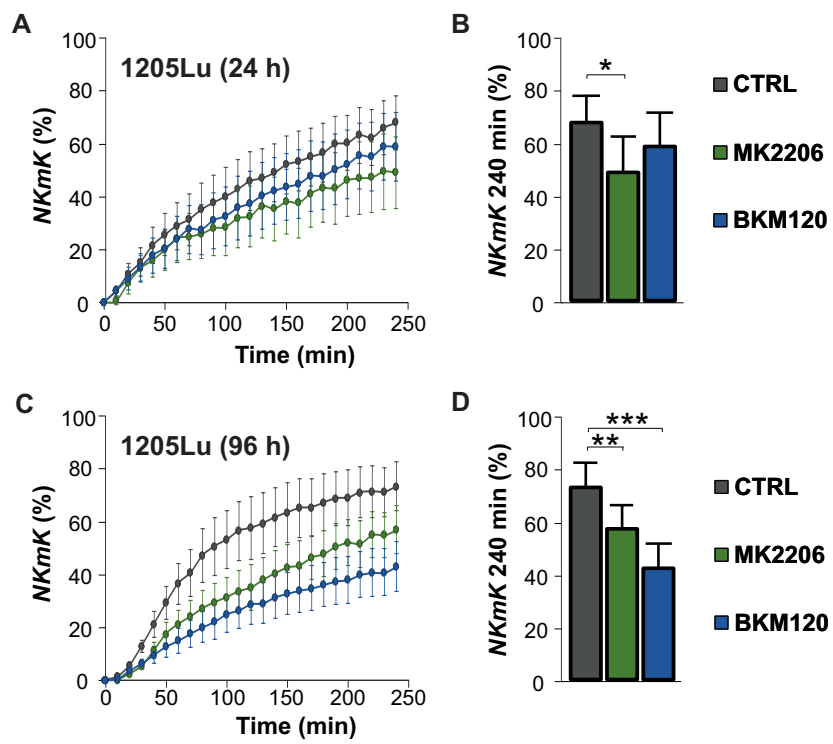 A
100
80
60
40
20
0
NKmK (%)
1205Lu (24 h)
0 50 100 150 200 250
Time (min)
B
100
80
60
40
20
0
NKmK 240 min (%)
*
CTRL
MK2206
BKM120
C
100
80
60
40
20
0
NKmK (%)
1205Lu (96 h)
0 50 100 150 200 250
Time (min)
D
100
80
60
40
20
0
NKmK 240 min (%)
***
**
CTRL
MK2206
BKM120